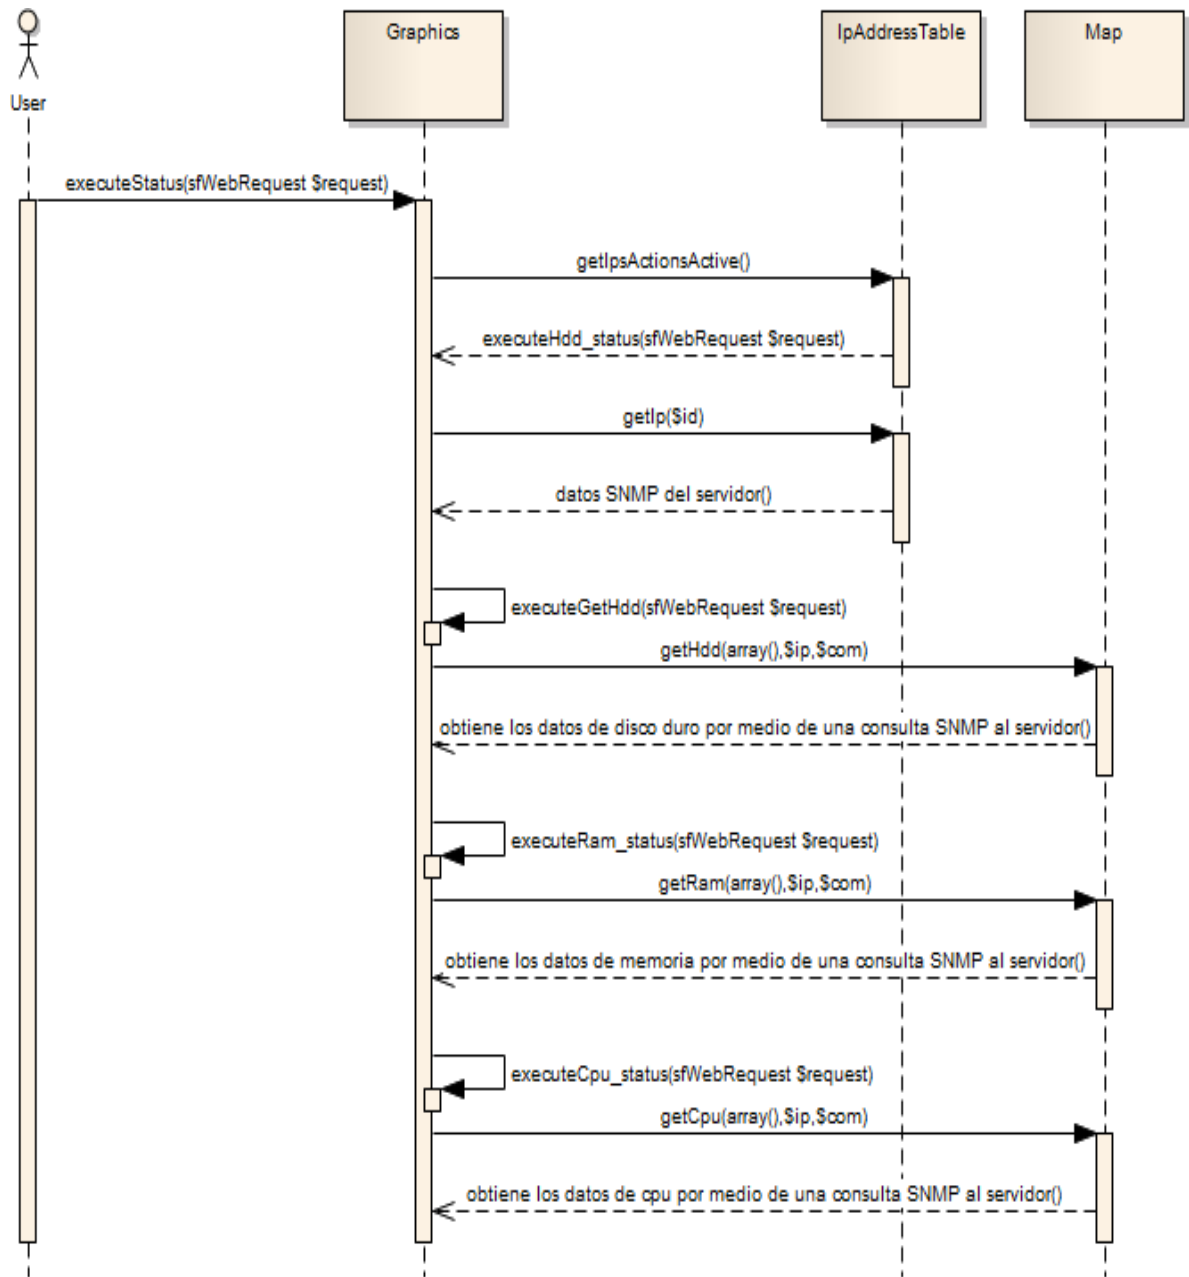 Graphics
IpAddressTable
Map
User
executeStatus(sfWebRequest $request)
getIpsActionsActive()
executeHdd_status(sfWebRequest $request)
getIp($id)
datos SNMP del servidor()
executeGetHdd(sfWebRequest $request)
getHdd(array(),$ip,$com)
obtiene los datos de disco duro por medio de una consulta SNMP al servidor()
executeRam_status(sfWebRequest $request)
getRam(array(),$ip,$com)
obtiene los datos de memoria por medio de una consulta SNMP al servidor()
executeCpu_status(sfWebRequest $request)
getCpu(array(),$ip,$com)
obtiene los datos de cpu por medio de una consulta SNMP al servidor()